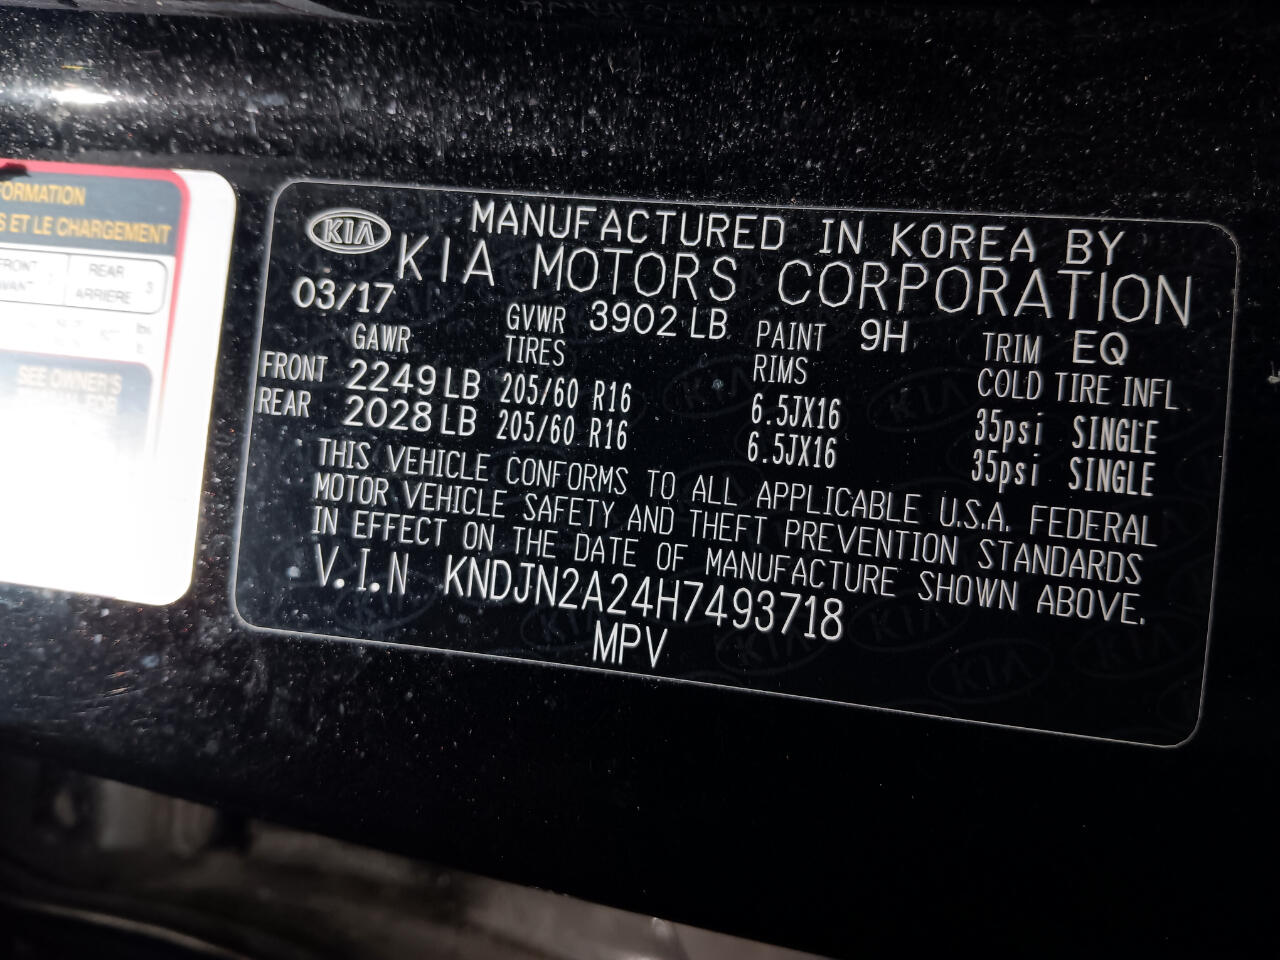 FORMATION
S ET LE CHARGEMENT
FRONT REAR 3
ARRIÈRE
SEE OWNER'S
KIA
MANUFACTURED IN KOREA BY
KIA MOTORS CORPORATION
03/17
GAWR GVWR 3902 LB PAINT 9H TRIM EQ
TIRES RIMS COLD TIRE INFL
FRONT 2249 LB 205/60 R16 6.5JX16 35psi SINGLE
REAR 2028 LB 205/60 R16 6.5JX16 35psi SINGLE
THIS VEHICLE CONFORMS TO ALL APPLICABLE U.S.A. FEDERAL
MOTOR VEHICLE SAFETY AND THEFT PREVENTION STANDARDS
IN EFFECT ON THE DATE OF MANUFACTURE SHOWN ABOVE.
V.I.N KNDJN2A24H7493718
MPV